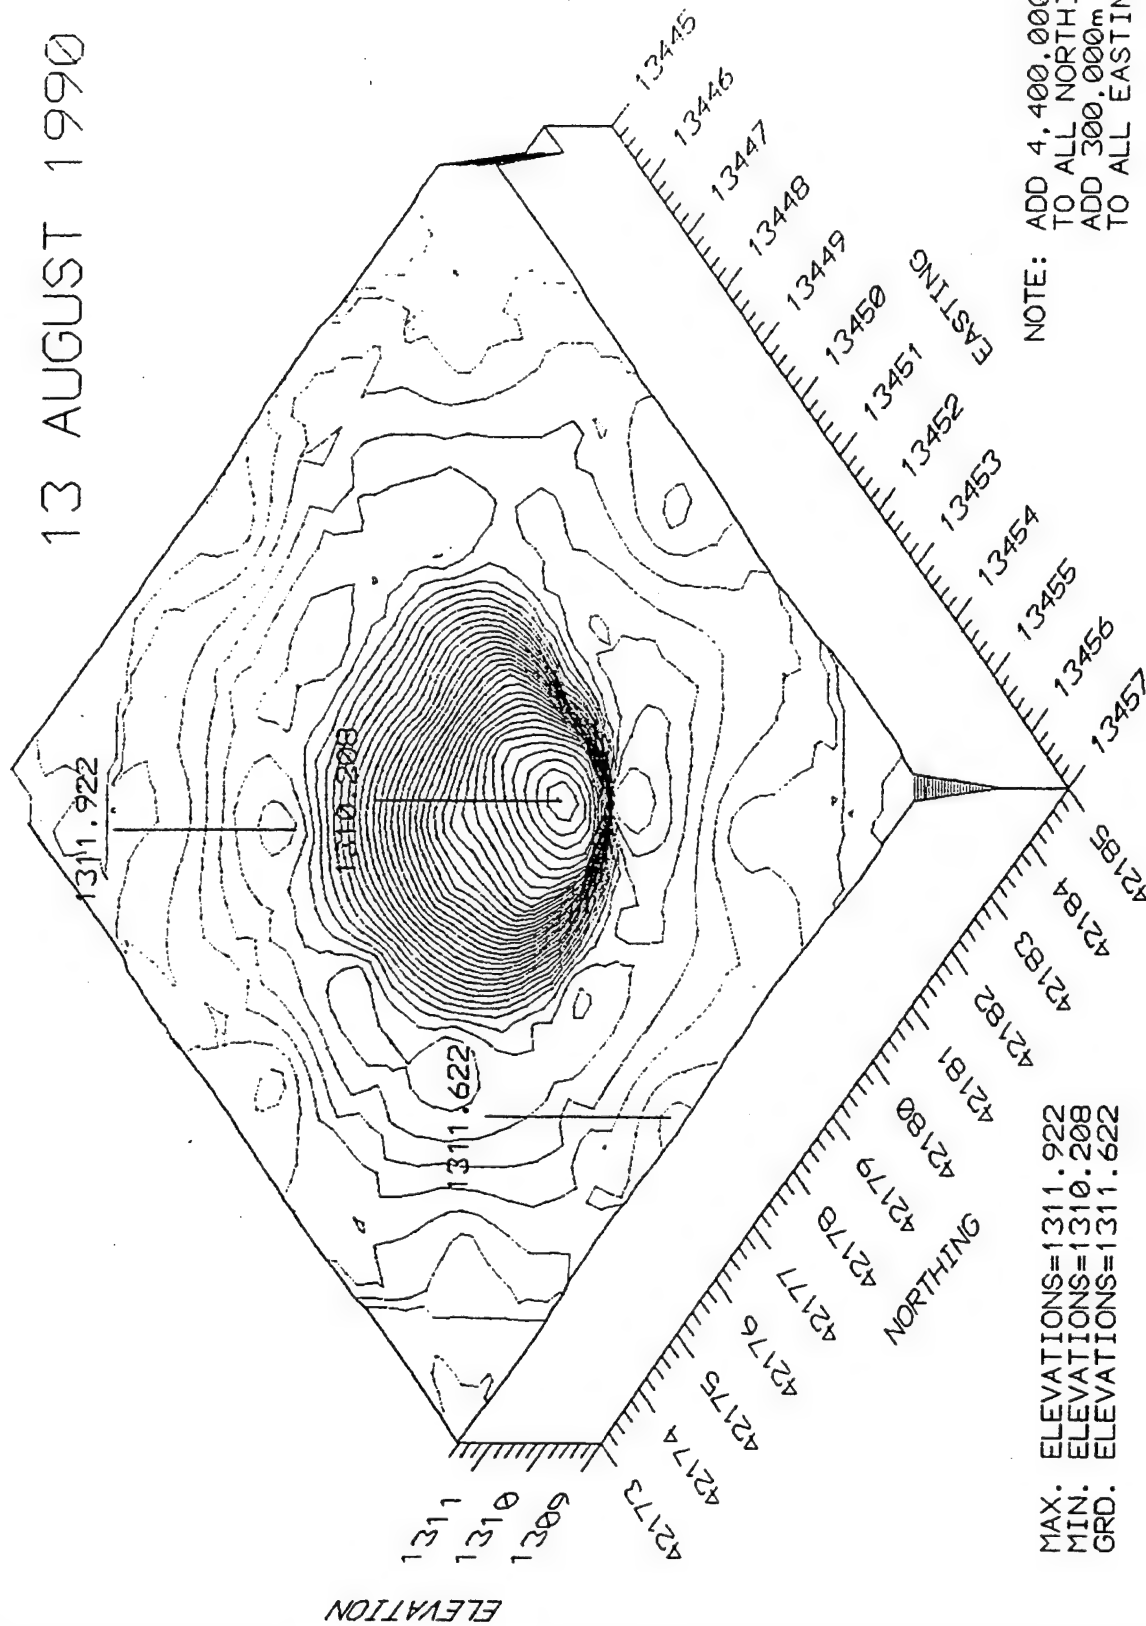 13 AUGUST 1990
1311.922
1310.208
1311.622
ELEVATION
1311
1310
1309
42173
42174
42175
42176
42177
42178
42179
42180
42181
42182
42183
42184
42185
NORTHING
13445
13446
13447
13448
13449
13450
13451
13452
13453
13454
13455
13456
13457
EASTING
MAX. ELEVATIONS=1311.922
MIN. ELEVATIONS=1310.208
GRD. ELEVATIONS=1311.622
NOTE: ADD 4,400,000
TO ALL NORTHI
ADD 300,000m
TO ALL EASTIN